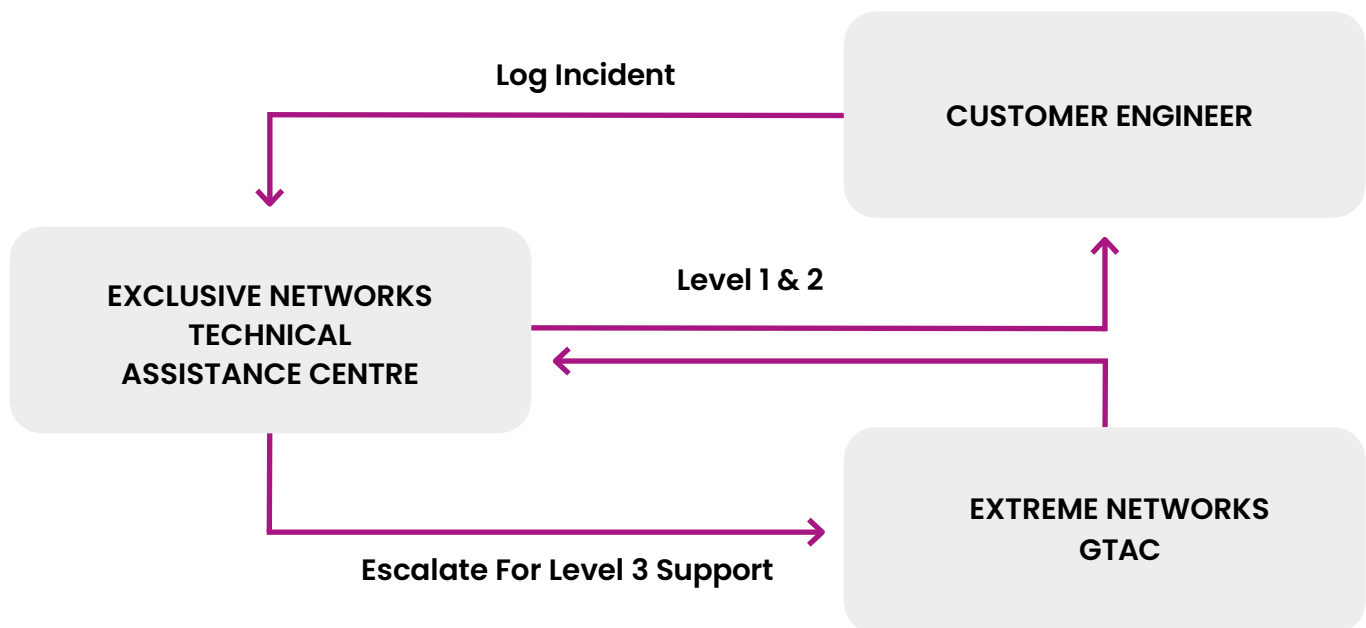 Log Incident
CUSTOMER ENGINEER
EXCLUSIVE NETWORKS
TECHNICAL
ASSISTANCE CENTRE
Level 1 & 2
EXTREME NETWORKS
GTAC
Escalate For Level 3 Support